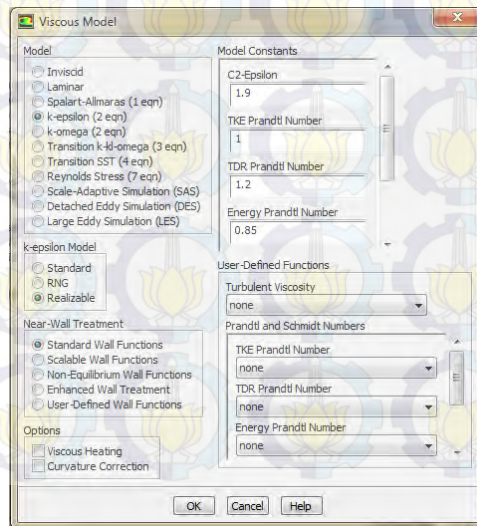 Viscous Model
Model
Inviscid
Laminar
Spalart-Allmaras (1 eqn)
k-epsilon (2 eqn)
k-omega (2 eqn)
Transition k-kl-omega (3 eqn)
Transition SST (4 eqn)
Reynolds Stress (7 eqn)
Scale-Adaptive Simulation (SAS)
Detached Eddy Simulation (DES)
Large Eddy Simulation (LES)
k-epsilon Model
Standard
RNG
Realizable
Near-Wall Treatment
Standard Wall Functions
Scalable Wall Functions
Non-Equilibrium Wall Functions
Enhanced Wall Treatment
User-Defined Wall Functions
Options
Viscous Heating
Curvature Correction
Model Constants
C2-Epsilon
1.9
TKE Prandtl Number
1
TDR Prandtl Number
1.2
Energy Prandtl Number
0.85
User-Defined Functions
Turbulent Viscosity
none
Prandtl and Schmidt Numbers
TKE Prandtl Number
none
TDR Prandtl Number
none
Energy Prandtl Number
none
OK
Cancel
Help